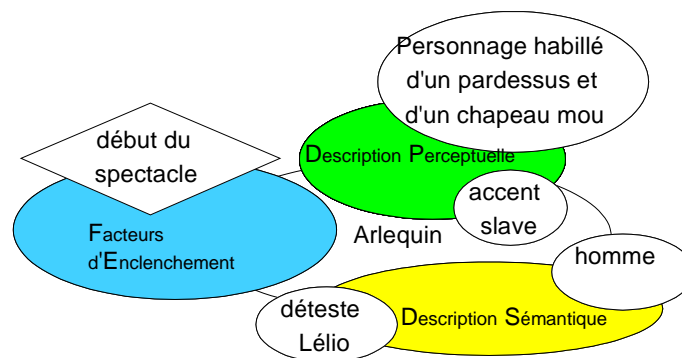 Personnage habillé
d'un pardessus et
d'un chapeau mou
début du
spectacle
Description Perceptuelle
accent
slave
Facteurs
d'Enclenchement
Arlequin
homme
déteste
Lélio
Description Sémantique